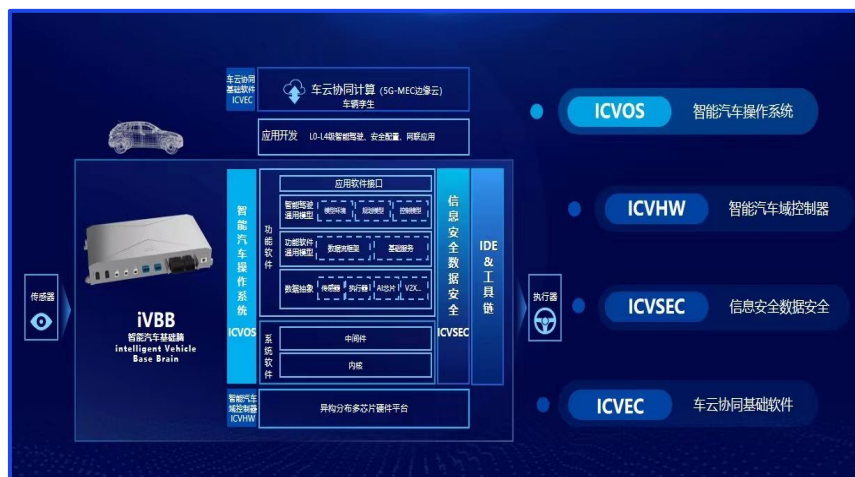 车云协同
基础软件
ICVEC
车云协同计算 (5G-MEC边缘云)
车辆孪生
应用开发 L0-L4级智能驾驶、安全配置、网联应用
传感器
iVBB
智能汽车基础脑
intelligent Vehicle
Base Brain
智能汽车操作系统
ICVOS
功能软件
应用软件接口
智能驾驶
通用模型
规划模型
控制模型
功能软件
通用模型
数据流框架
基础服务
数据抽象
传感器
执行器
AI芯片
V2X...
系统软件
中间件
内核
信息安全数据安全
ICVSEC
IDE
&
工具链
智能汽车
域控制器
ICVHW
异构分布多芯片硬件平台
执行器
ICVOS 智能汽车操作系统
ICVHW 智能汽车域控制器
ICVSEC 信息安全数据安全
ICVEC 车云协同基础软件